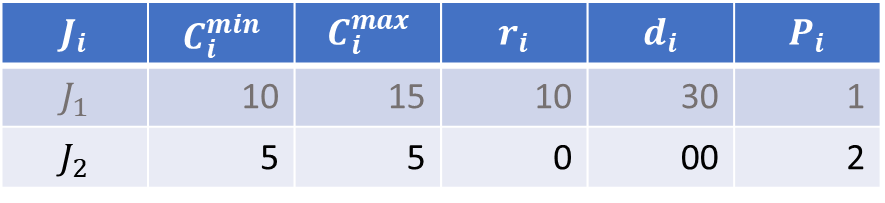 J_i C_i^min C_i^max r_i d_i P_i
J_1 10 15 10 30 1
J_2 5 5 0 00 2